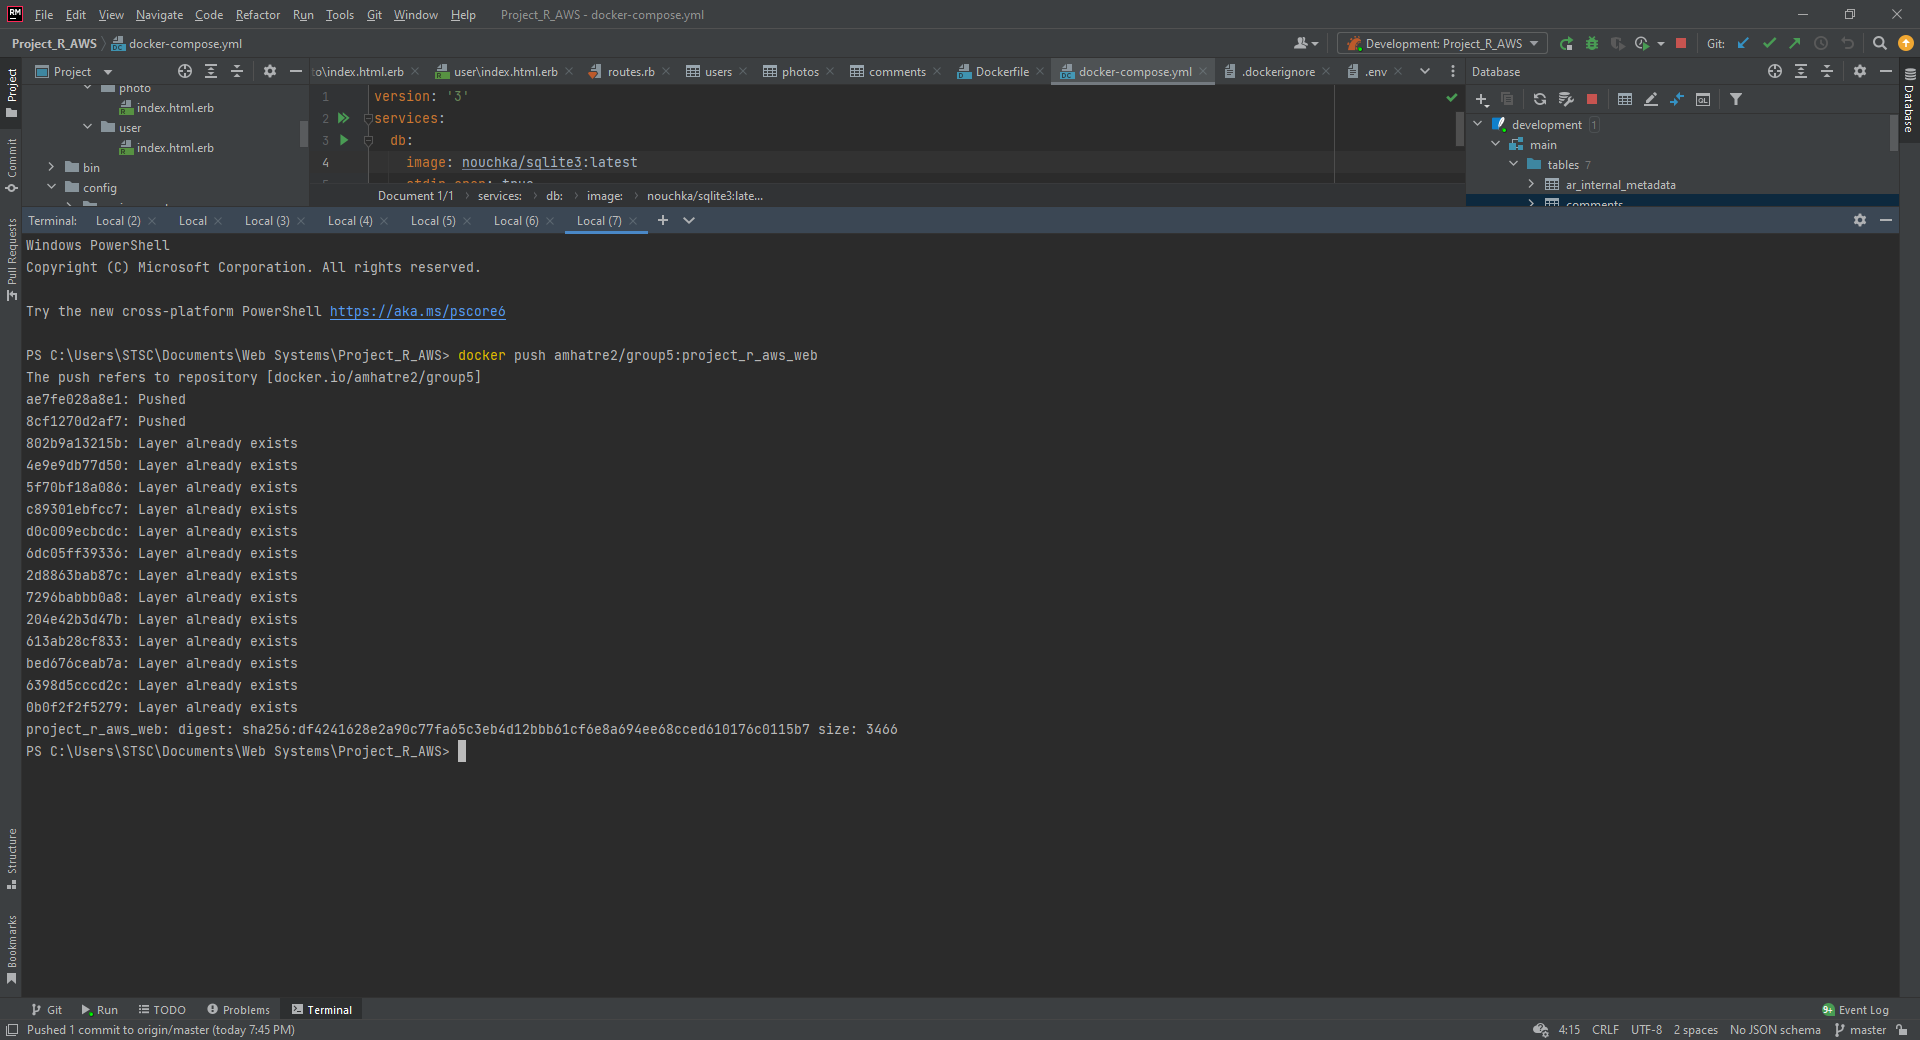 RM File Edit View Navigate Code Refactor Run Tools Git Window Help Project_R_AWS - docker-compose.yml
Project_R_AWS docker-compose.yml
Development: Project_R_AWS
Git:
Project
to\index.html.erb user\index.html.erb routes.rb users photos comments Dockerfile docker-compose.yml .dockerignore .env
Database
photo
index.html.erb
user
index.html.erb
bin
config
1 version: '3'
2 services:
3 db:
4 image: nouchka/sqlite3:latest
stdin_open: true
Document 1/1 services: db: image: nouchka/sqlite3:late...
development 1
main
tables 7
ar_internal_metadata
comments
Project
Commit
Pull Requests
Structure
Bookmarks
Database
Terminal: Local (2) Local Local (3) Local (4) Local (5) Local (6) Local (7)
Windows PowerShell
Copyright (C) Microsoft Corporation. All rights reserved.
Try the new cross-platform PowerShell https://aka.ms/pscore6
PS C:\Users\STSC\Documents\Web Systems\Project_R_AWS> docker push amhatre2/group5:project_r_aws_web
The push refers to repository [docker.io/amhatre2/group5]
ae7fe028a8e1: Pushed
8cf1270d2af7: Pushed
802b9a13215b: Layer already exists
4e9e9db77d50: Layer already exists
5f70bf18a086: Layer already exists
c89301ebfcc7: Layer already exists
d0c009ecbcdc: Layer already exists
6dc05ff39336: Layer already exists
2d8863bab87c: Layer already exists
7296babbb0a8: Layer already exists
204e42b3d47b: Layer already exists
613ab28cf833: Layer already exists
bed676ceab7a: Layer already exists
6398d5cccd2c: Layer already exists
0b0f2f2f5279: Layer already exists
project_r_aws_web: digest: sha256:df4241628e2a90c77fa65c3eb4d12bbb61cf6e8a694ee68cced610176c0115b7 size: 3466
PS C:\Users\STSC\Documents\Web Systems\Project_R_AWS>
Git Run TODO Problems Terminal
9+ Event Log
Pushed 1 commit to origin/master (today 7:45 PM)
4:15 CRLF UTF-8 2 spaces No JSON schema master